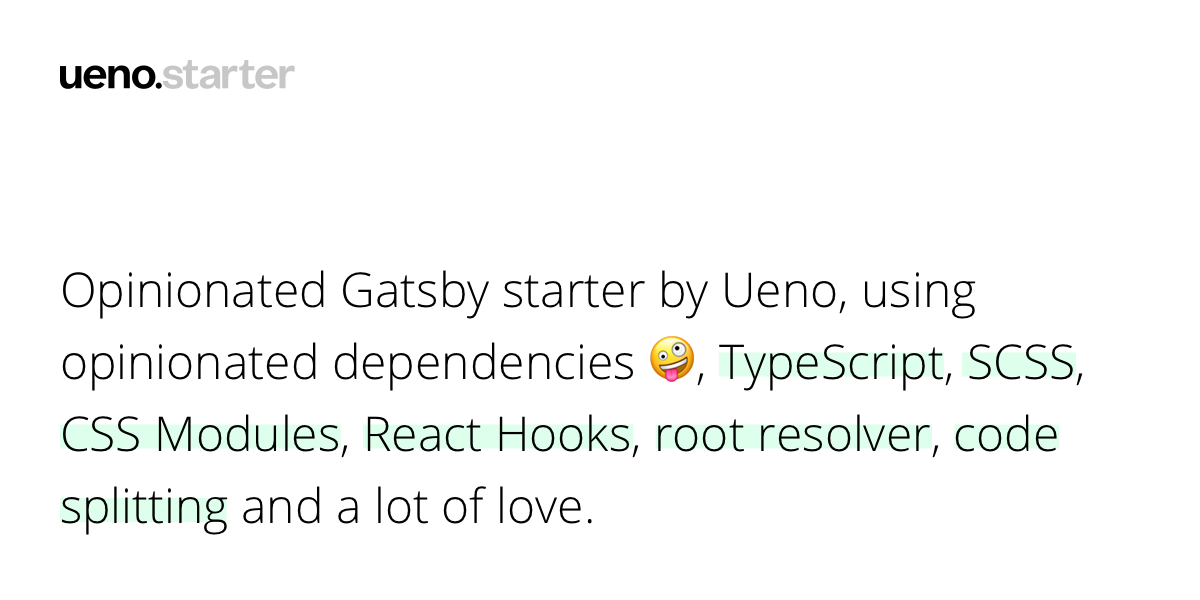 ueno.starter
Opinionated Gatsby starter by Ueno, using
opinionated dependencies 🤪, TypeScript, SCSS,
CSS Modules, React Hooks, root resolver, code
splitting and a lot of love.